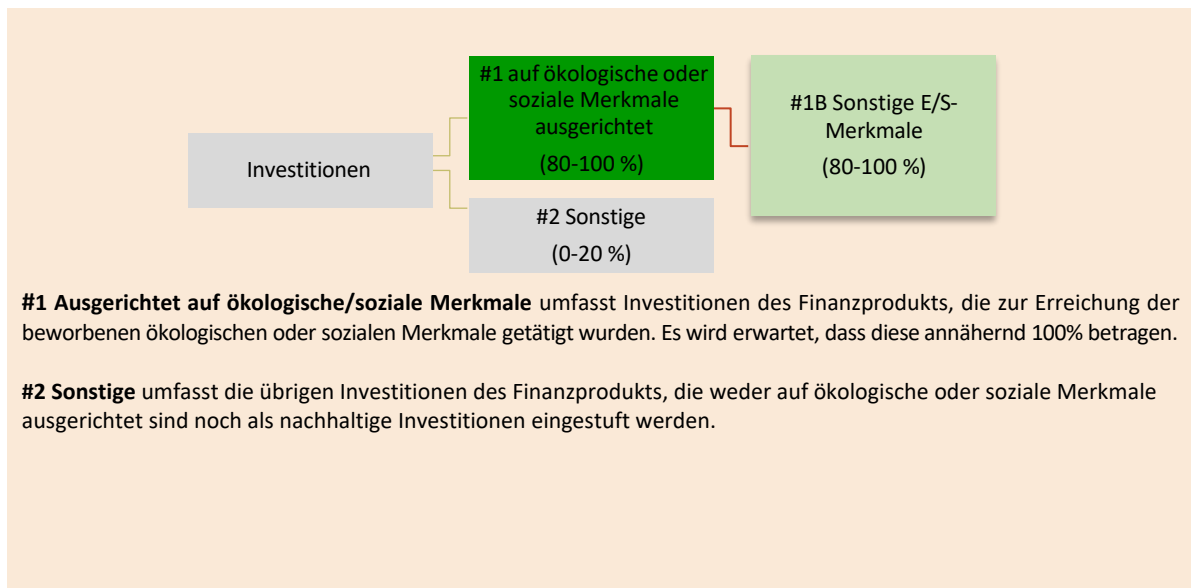 Investitionen
#1 auf ökologische oder
soziale Merkmale
ausgerichtet
(80-100 %)
#1B Sonstige E/S-
Merkmale
(80-100 %)
#2 Sonstige
(0-20 %)
#1 Ausgerichtet auf ökologische/soziale Merkmale umfasst Investitionen des Finanzprodukts, die zur Erreichung der
beworbenen ökologischen oder sozialen Merkmale getätigt wurden. Es wird erwartet, dass diese annähernd 100% betragen.
#2 Sonstige umfasst die übrigen Investitionen des Finanzprodukts, die weder auf ökologische oder soziale Merkmale
ausgerichtet sind noch als nachhaltige Investitionen eingestuft werden.